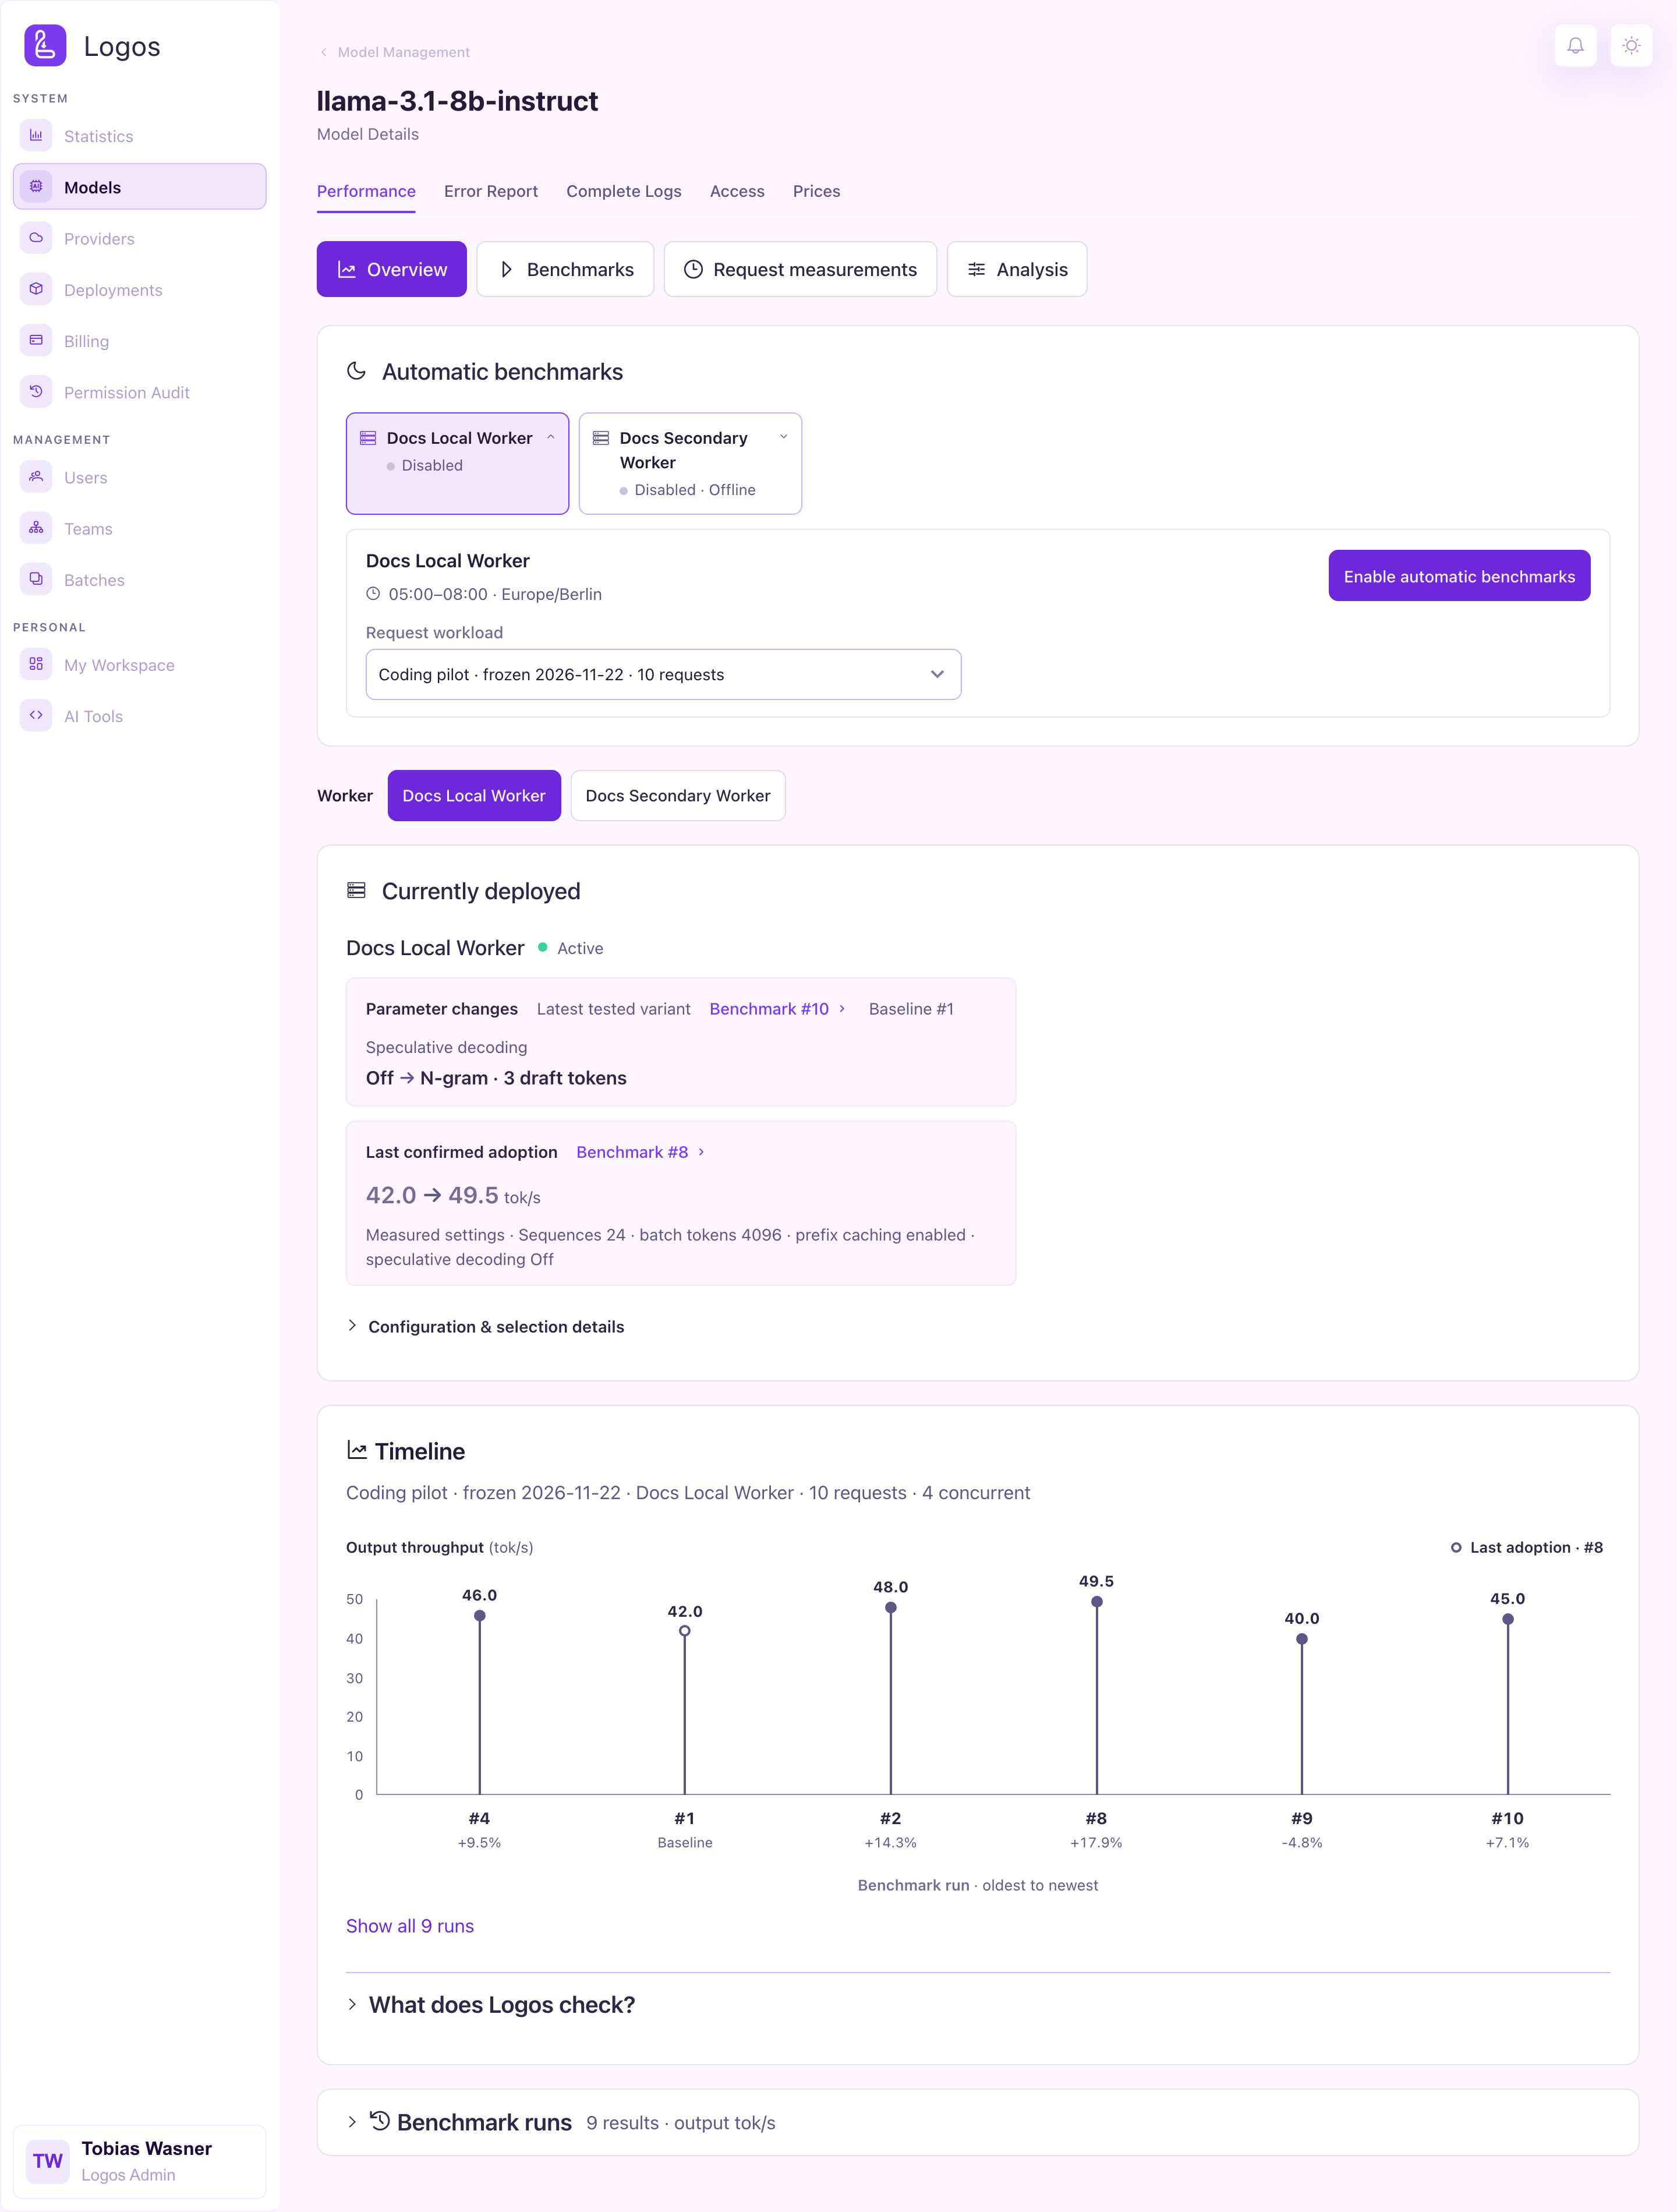 Logos
SYSTEM
Statistics
Models
Providers
Deployments
Billing
Permission Audit
MANAGEMENT
Users
Teams
Batches
PERSONAL
My Workspace
AI Tools
TW
Tobias Wasner
Logos Admin
Model Management
llama-3.1-8b-instruct
Model Details
Performance Error Report Complete Logs Access Prices
Overview Benchmarks Request measurements Analysis
Automatic benchmarks
Docs Local Worker
Disabled
Docs Secondary
Worker
Disabled · Offline
Docs Local Worker
05:00–08:00 · Europe/Berlin
Enable automatic benchmarks
Request workload
Coding pilot · frozen 2026-11-22 · 10 requests
Worker Docs Local Worker Docs Secondary Worker
Currently deployed
Docs Local Worker Active
Parameter changes Latest tested variant Benchmark #10 › Baseline #1
Speculative decoding
Off → N-gram · 3 draft tokens
Last confirmed adoption Benchmark #8 ›
42.0 → 49.5 tok/s
Measured settings · Sequences 24 · batch tokens 4096 · prefix caching enabled ·
speculative decoding Off
Configuration & selection details
Timeline
Coding pilot · frozen 2026-11-22 · Docs Local Worker · 10 requests · 4 concurrent
Output throughput (tok/s)
Last adoption · #8
50
40
30
20
10
0
46.0
42.0
48.0
49.5
40.0
45.0
#4 #1 #2 #8 #9 #10
+9.5% Baseline +14.3% +17.9% -4.8% +7.1%
Benchmark run · oldest to newest
Show all 9 runs
What does Logos check?
Benchmark runs 9 results · output tok/s